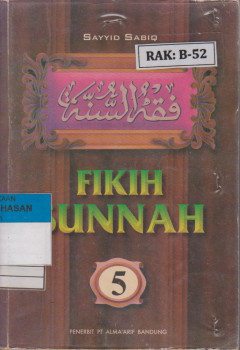 SAYYID SABIQ
RAK: B-52
فقه السنة
FIKIH
SUNNAH
HASAN
5
PENERBIT PT ALMA'ARIF BANDUNG